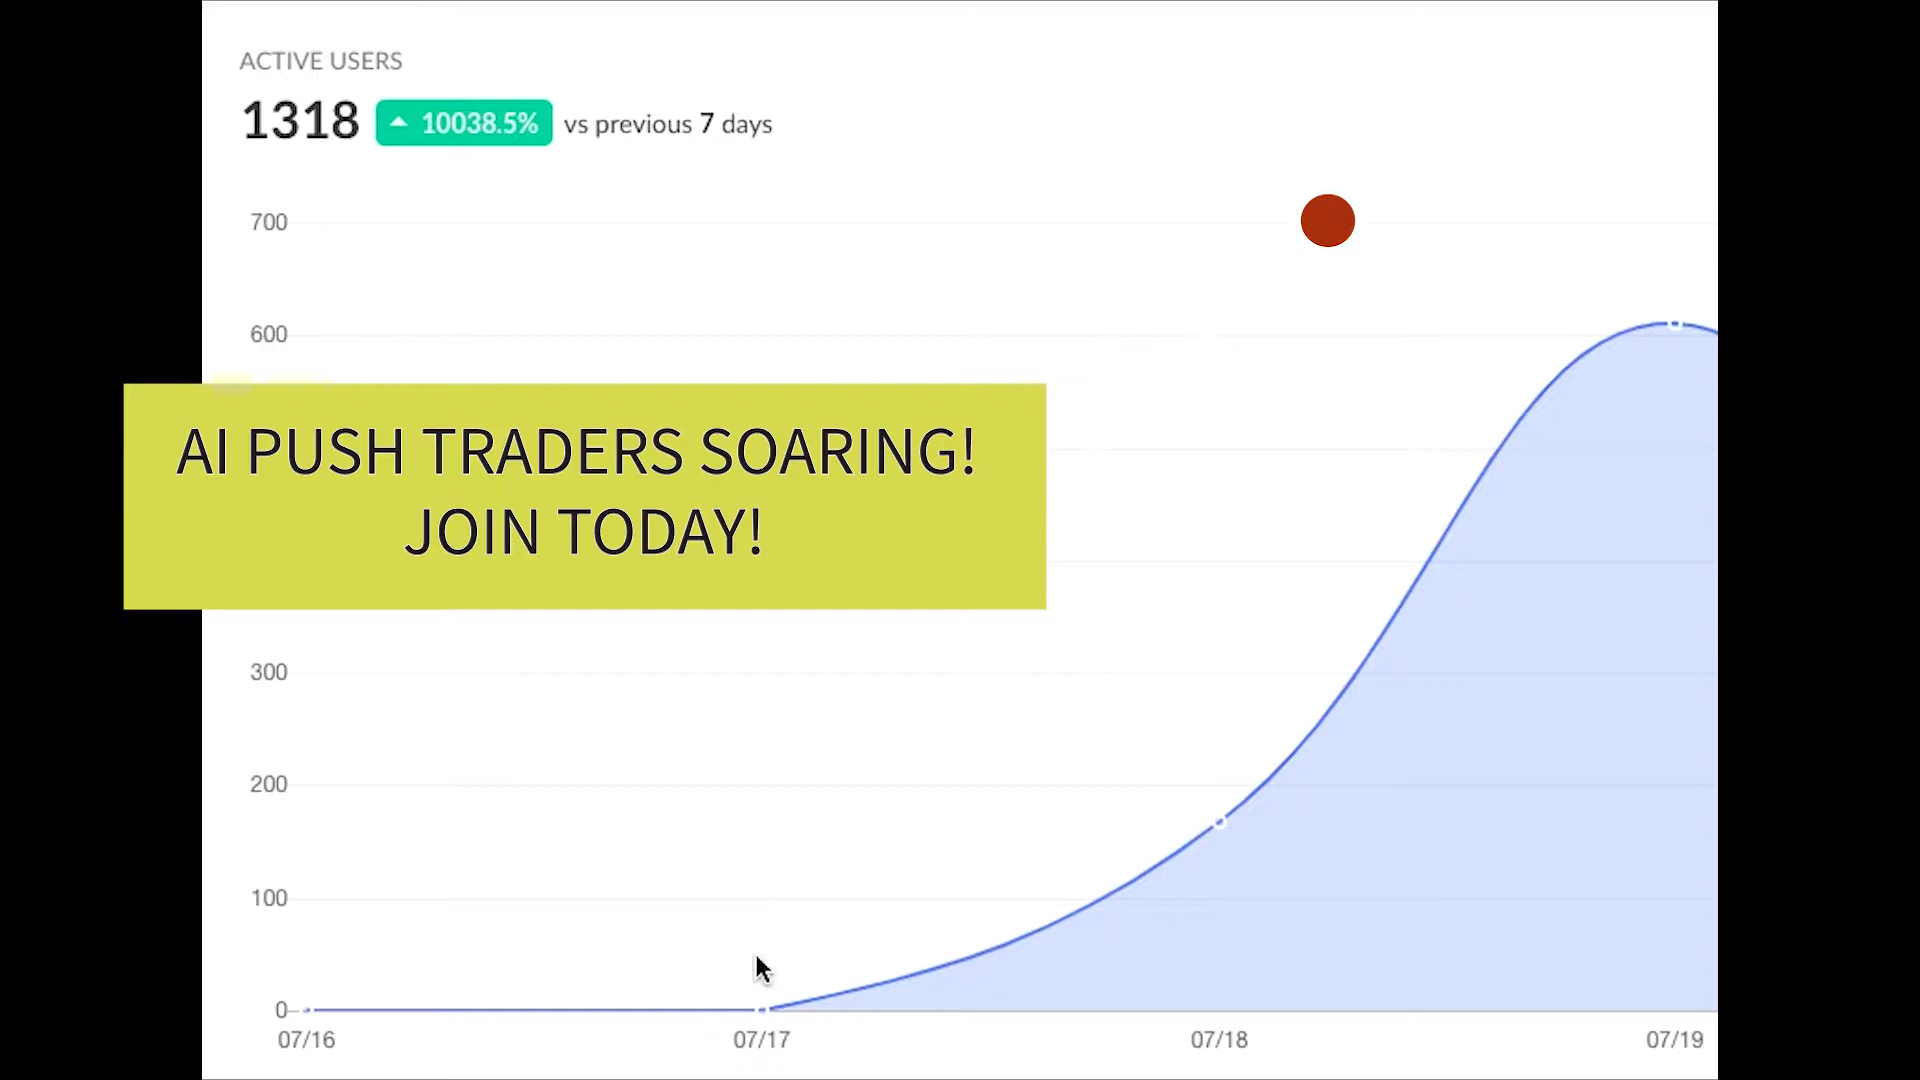 ACTIVE USERS
1318 10038.5% vs previous 7 days
700
600
AI PUSH TRADERS SOARING!
JOIN TODAY!
300
200
100
0
07/16 07/17 07/18 07/19